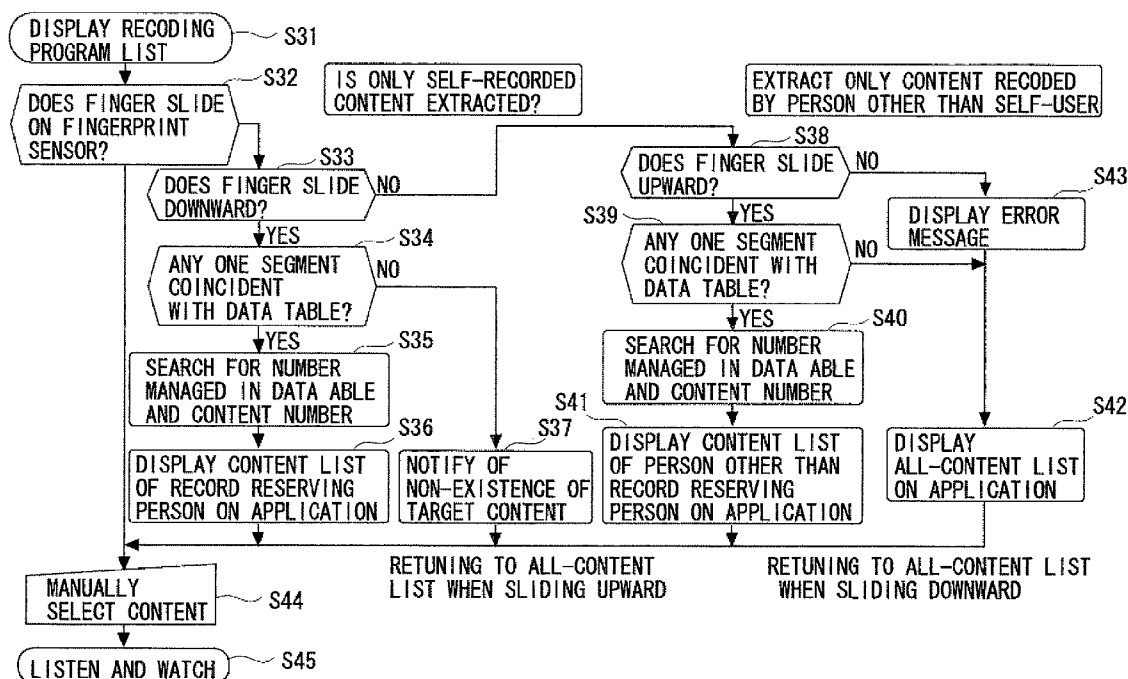 DISPLAY RECODING
PROGRAM LIST
S31
S32
DOES FINGER SLIDE
ON FINGERPRINT
SENSOR?
IS ONLY SELF-RECORDED
CONTENT EXTRACTED?
EXTRACT ONLY CONTENT RECODED
BY PERSON OTHER THAN SELF-USER
S33
DOES FINGER SLIDE
DOWNWARD?
NO
YES
S34
ANY ONE SEGMENT
COINCIDENT
WITH DATA TABLE?
NO
YES
S35
SEARCH FOR NUMBER
MANAGED IN DATA ABLE
AND CONTENT NUMBER
S36
DISPLAY CONTENT LIST
OF RECORD RESERVING
PERSON ON APPLICATION
S37
NOTIFY OF
NON-EXISTENCE OF
TARGET CONTENT
S38
DOES FINGER SLIDE
UPWARD?
NO
YES
S43
DISPLAY ERROR
MESSAGE
S39
ANY ONE SEGMENT
COINCIDENT WITH
DATA TABLE?
NO
YES
S40
SEARCH FOR NUMBER
MANAGED IN DATA ABLE
AND CONTENT NUMBER
S41
DISPLAY CONTENT LIST
OF PERSON OTHER THAN
RECORD RESERVING
PERSON ON APPLICATION
S42
DISPLAY
ALL-CONTENT LIST
ON APPLICATION
RETUNING TO ALL-CONTENT
LIST WHEN SLIDING UPWARD
RETUNING TO ALL-CONTENT LIST
WHEN SLIDING DOWNWARD
MANUALLY
SELECT CONTENT
S44
LISTEN AND WATCH
S45